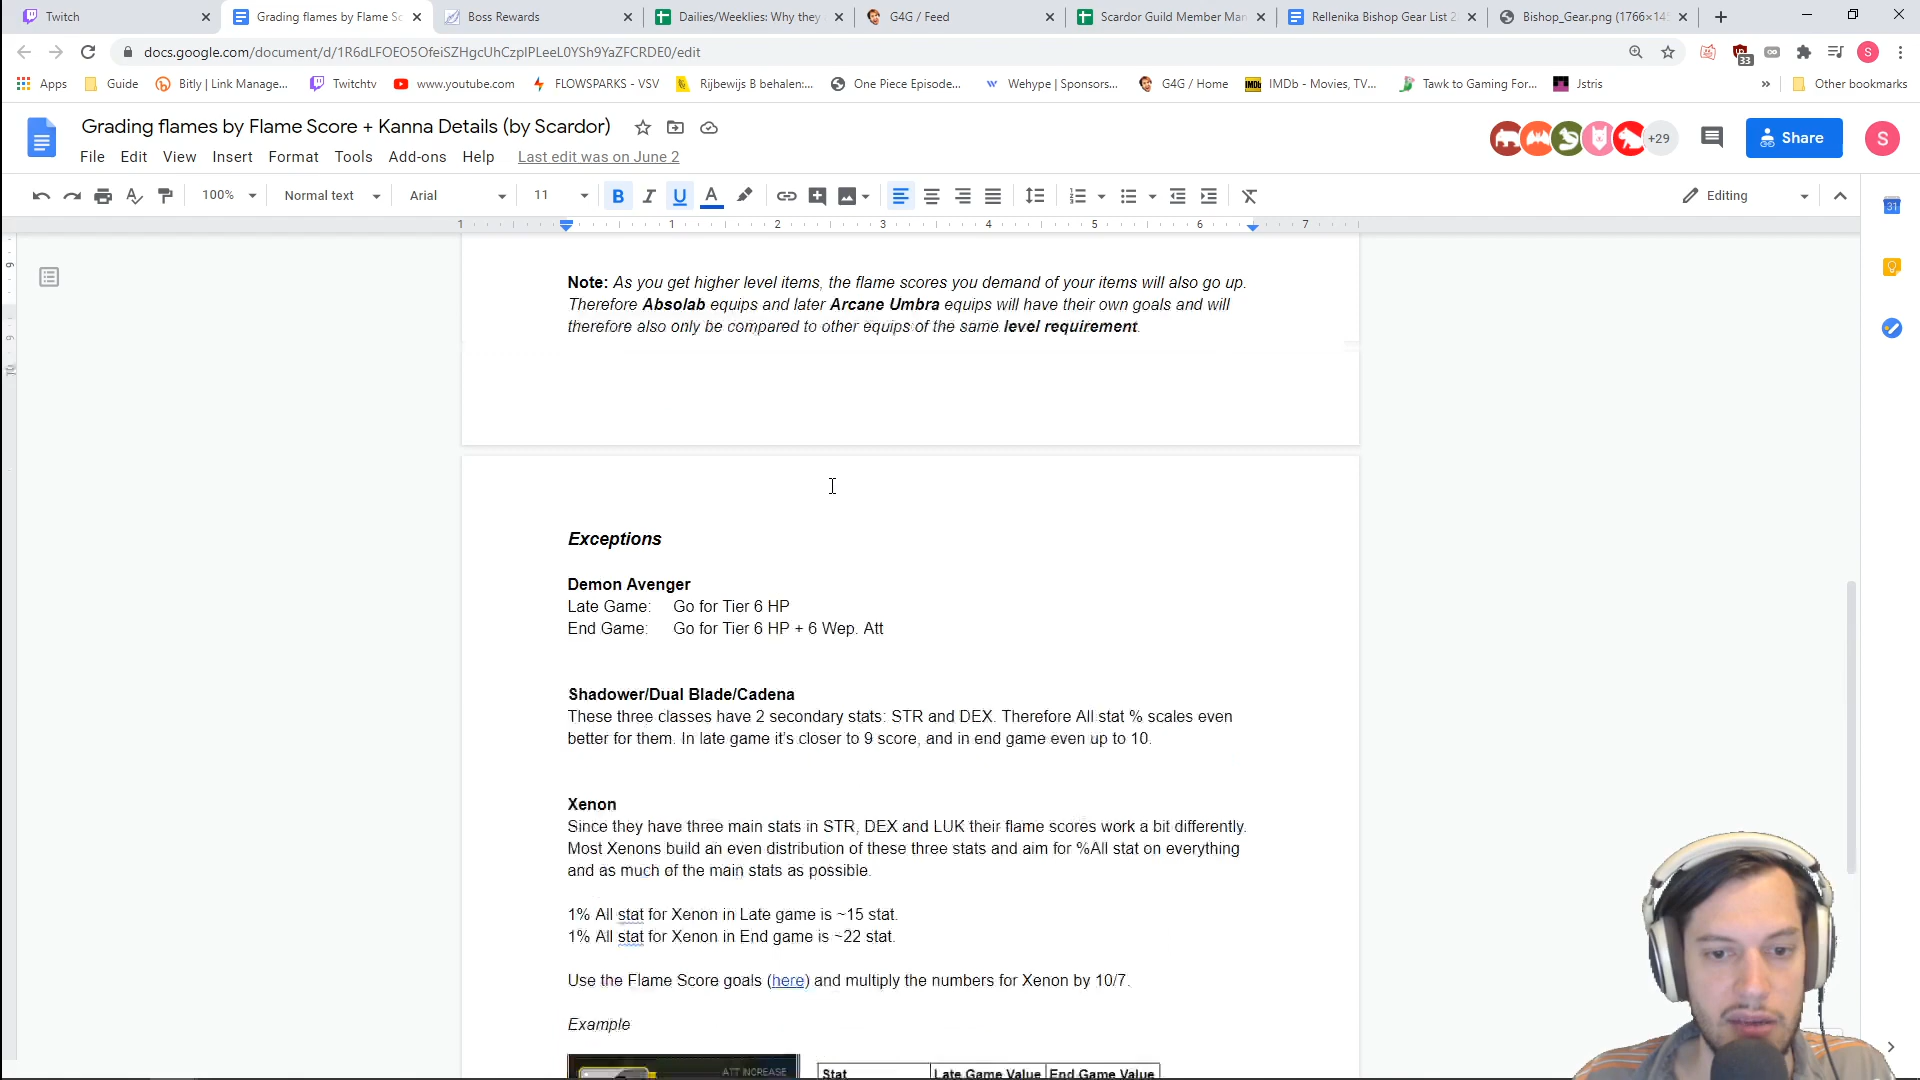 Twitch
Grading flames by Flame Sc
Boss Rewards
Dailies/Weeklies: Why they
G4G / Feed
Scardor Guild Member Man
Rellenika Bishop Gear List 2
Bishop_Gear.png (1766×14
docs.google.com/document/d/1R6dLFOEO5OfeiSZHgcUhCzpIPLeeL0YSh9YaZFCRDE0/edit
33
S
Apps
Guide
Bitly | Link Manage...
Twitchtv
www.youtube.com
FLOWSPARKS - VSV
Rijbewijs B behalen:...
One Piece Episode...
Wehype | Sponsors...
G4G / Home
IMDb - Movies, TV...
Tawk to Gaming For...
Jstris
»
Other bookmarks
Grading flames by Flame Score + Kanna Details (by Scardor)
+29
Share
S
File Edit View Insert Format Tools Add-ons Help Last edit was on June 2
100% Normal text Arial 11 B I U A Editing
1 1 2 3 4 5 6 7
31
Note: As you get higher level items, the flame scores you demand of your items will also go up.
Therefore Absolab equips and later Arcane Umbra equips will have their own goals and will
therefore also only be compared to other equips of the same level requirement.
Exceptions
Demon Avenger
Late Game: Go for Tier 6 HP
End Game: Go for Tier 6 HP + 6 Wep. Att
Shadower/Dual Blade/Cadena
These three classes have 2 secondary stats: STR and DEX. Therefore All stat % scales even
better for them. In late game it's closer to 9 score, and in end game even up to 10.
Xenon
Since they have three main stats in STR, DEX and LUK their flame scores work a bit differently.
Most Xenons build an even distribution of these three stats and aim for %All stat on everything
and as much of the main stats as possible.
1% All stat for Xenon in Late game is ~15 stat.
1% All stat for Xenon in End game is ~22 stat.
Use the Flame Score goals (here) and multiply the numbers for Xenon by 10/7.
Example
ATT INCREASE
Stat Late Game Value End Game Value